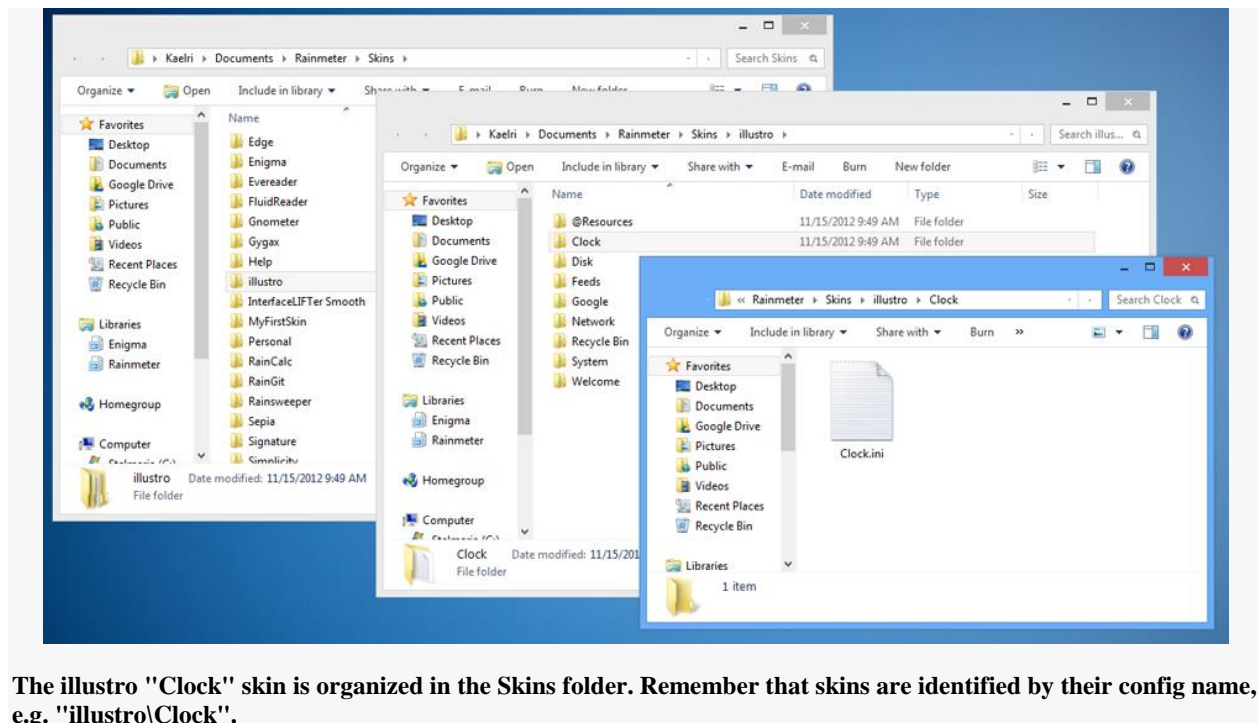 Kaelri Documents Rainmeter Skins
Search Skins
Organize Open Include in library
Favorites
Desktop
Documents
Google Drive
Pictures
Public
Videos
Recent Places
Recycle Bin
Libraries
Enigma
Rainmeter
Homegroup
Computer
Name
Edge
Enigma
Evereader
FluidReader
Gnometer
Gygax
Help
illustro
InterfaceLIFTer Smooth
MyFirstSkin
Personal
RainCalc
RainGit
Rainsweeper
Sepia
Signature
Simplicity
illustro Date modified: 11/15/2012 9:49 AM
File folder
Kaelri Documents Rainmeter Skins illustro
Search illus...
Organize Open Include in library Share with E-mail Burn New folder
Favorites
Desktop
Documents
Google Drive
Pictures
Public
Videos
Recent Places
Recycle Bin
Libraries
Enigma
Rainmeter
Homegroup
Computer
Name Date modified Type Size
@Resources 11/15/2012 9:49 AM File folder
Clock 11/15/2012 9:49 AM File folder
Disk
Feeds
Google
Network
Recycle Bin
System
Welcome
Clock Date modified: 11/15/201
File folder
« Rainmeter Skins illustro Clock
Search Clock
Organize Include in library Share with Burn »
Favorites
Desktop
Documents
Google Drive
Pictures
Public
Videos
Recent Places
Recycle Bin
Libraries
Clock.ini
1 item
The illustro "Clock" skin is organized in the Skins folder. Remember that skins are identified by their config name,
e.g. "illustro\Clock".